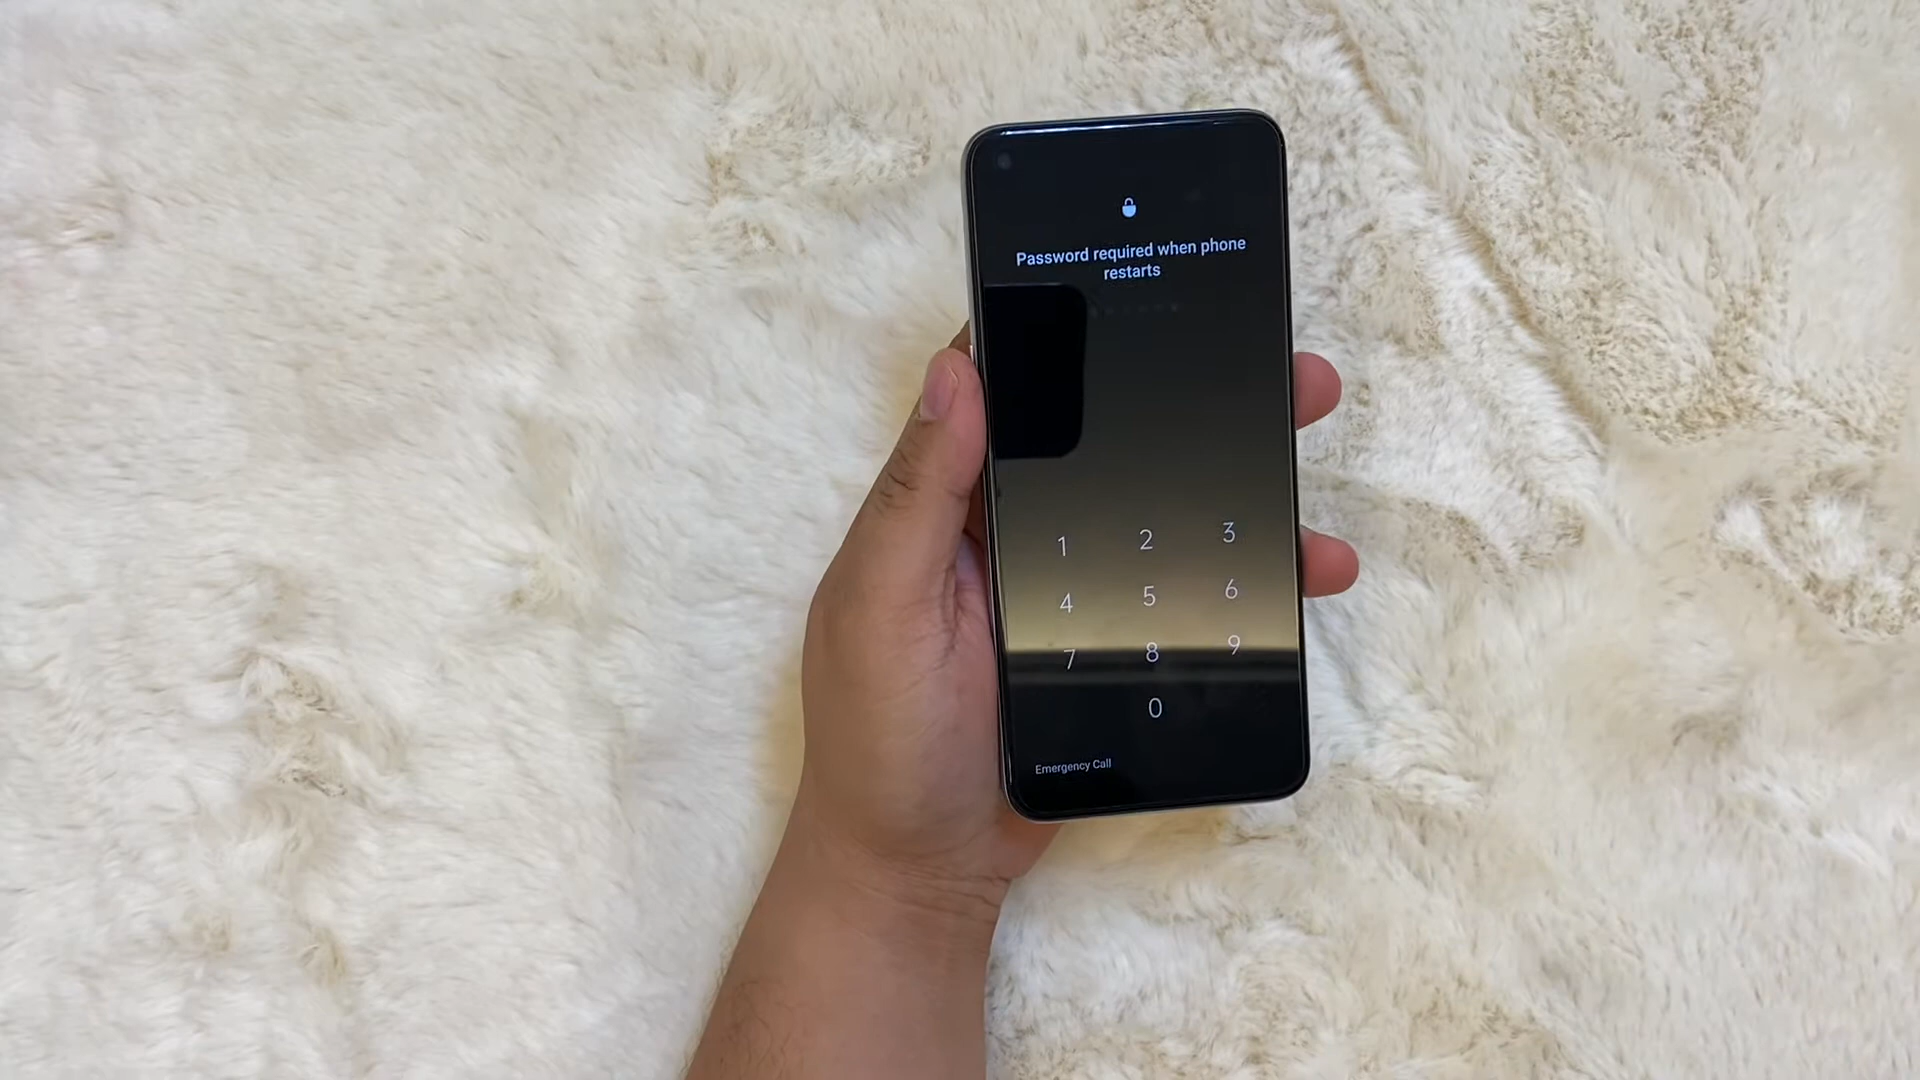 Password required when phone
restarts
1 2 3
4 5 6
7 8 9
0
Emergency Call